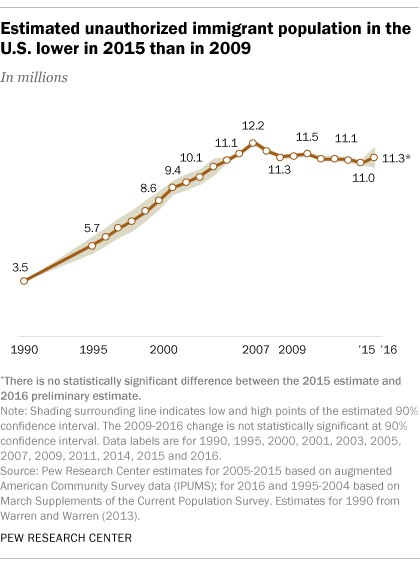 Estimated unauthorized immigrant population in the
U.S. lower in 2015 than in 2009
In millions
3.5
5.7
8.6
9.4
10.1
11.1
12.2
11.3
11.5
11.1
11.0
11.3*
1990 1995 2000 2007 2009 '15 '16
*There is no statistically significant difference between the 2015 estimate and
2016 preliminary estimate.
Note: Shading surrounding line indicates low and high points of the estimated 90%
confidence interval. The 2009-2016 change is not statistically significant at 90%
confidence interval. Data labels are for 1990, 1995, 2000, 2001, 2003, 2005,
2007, 2009, 2011, 2014, 2015 and 2016.
Source: Pew Research Center estimates for 2005-2015 based on augmented
American Community Survey data (IPUMS); for 2016 and 1995-2004 based on
March Supplements of the Current Population Survey. Estimates for 1990 from
Warren and Warren (2013).
PEW RESEARCH CENTER